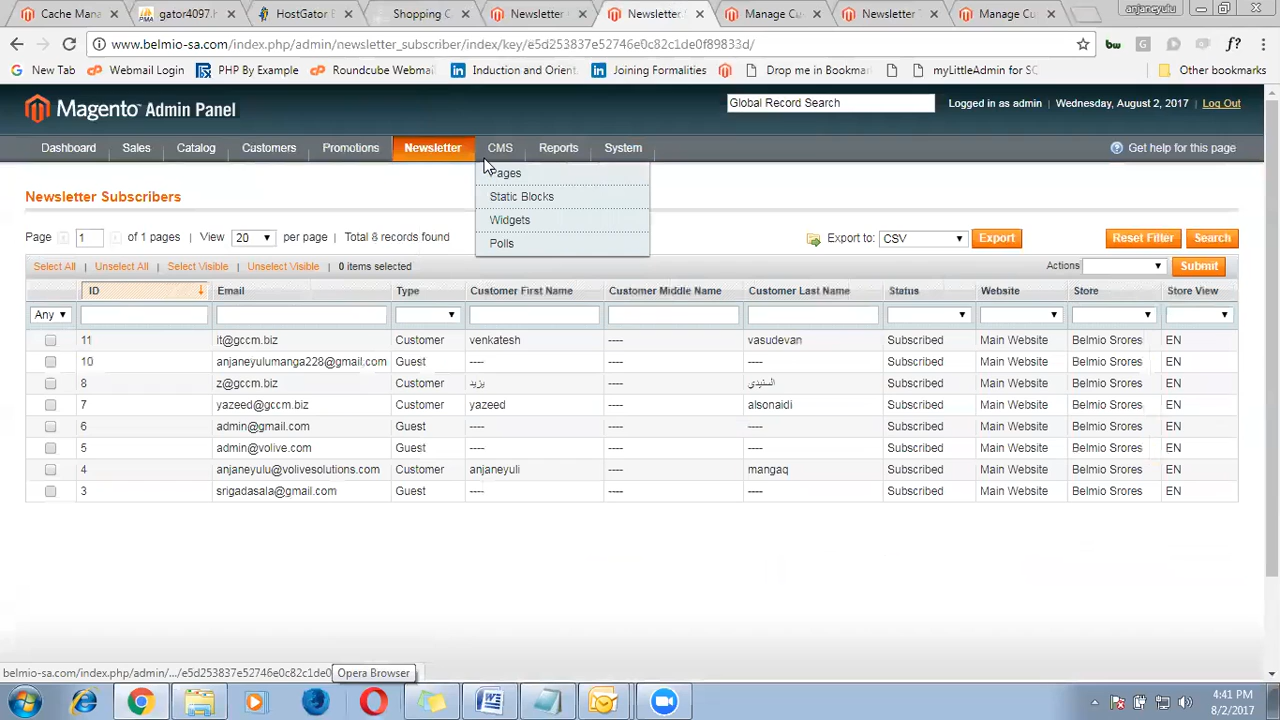 Cache Mana
gator4097.
HostGator
Shopping C
Newsletter
Newsletter
Manage Cu
Newsletter
Manage Cu
anjaneyulu
www.belmio-sa.com/index.php/admin/newsletter_subscriber/index/key/e5d253837e52746e0c82c1de0f89833d/
New Tab
Webmail Login
PHP By Example
Roundcube Webmail
Induction and Orient
Joining Formalities
Drop me in Bookmar
myLittleAdmin for SC
Other bookmarks
Magento Admin Panel
Global Record Search
Logged in as admin | Wednesday, August 2, 2017 | Log Out
Dashboard Sales Catalog Customers Promotions Newsletter CMS Reports System
Get help for this page
Pages
Static Blocks
Widgets
Polls
Newsletter Subscribers
Page 1 of 1 pages | View 20 per page | Total 8 records found
Export to: CSV Export Reset Filter Search
Select All | Unselect All | Select Visible | Unselect Visible | 0 items selected
Actions Submit
ID Email Type Customer First Name Customer Middle Name Customer Last Name Status Website Store Store View
Any
11 it@gccm.biz Customer venkatesh ---- vasudevan Subscribed Main Website Belmio Srores EN
10 anjaneyulumanga228@gmail.com Guest ---- ---- ---- Subscribed Main Website Belmio Srores EN
8 z@gccm.biz Customer يزيد ---- السنيدي Subscribed Main Website Belmio Srores EN
7 yazeed@gccm.biz Customer yazeed ---- alsonaidi Subscribed Main Website Belmio Srores EN
6 admin@gmail.com Guest ---- ---- ---- Subscribed Main Website Belmio Srores EN
5 admin@volive.com Guest ---- ---- ---- Subscribed Main Website Belmio Srores EN
4 anjaneyulu@volivesolutions.com Customer anjaneyuli ---- mangaq Subscribed Main Website Belmio Srores EN
3 srigadasala@gmail.com Guest ---- ---- ---- Subscribed Main Website Belmio Srores EN
belmio-sa.com/index.php/admin/.../e5d253837e52746e0c82c1de0
Opera Browser
4:41 PM
8/2/2017